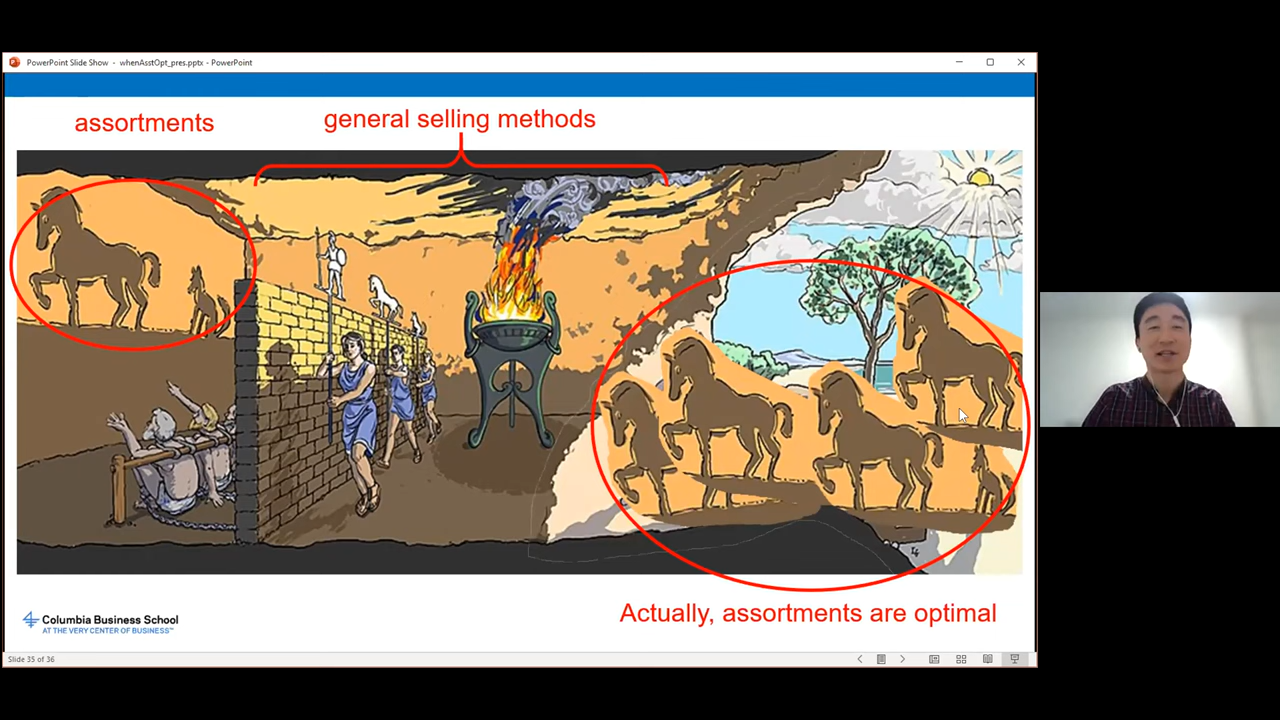 PowerPoint Slide Show - whenAsstOpt_pres.pptx - PowerPoint
assortments
general selling methods
Actually, assortments are optimal
Columbia Business School
AT THE VERY CENTER OF BUSINESS™
Slide 35 of 36